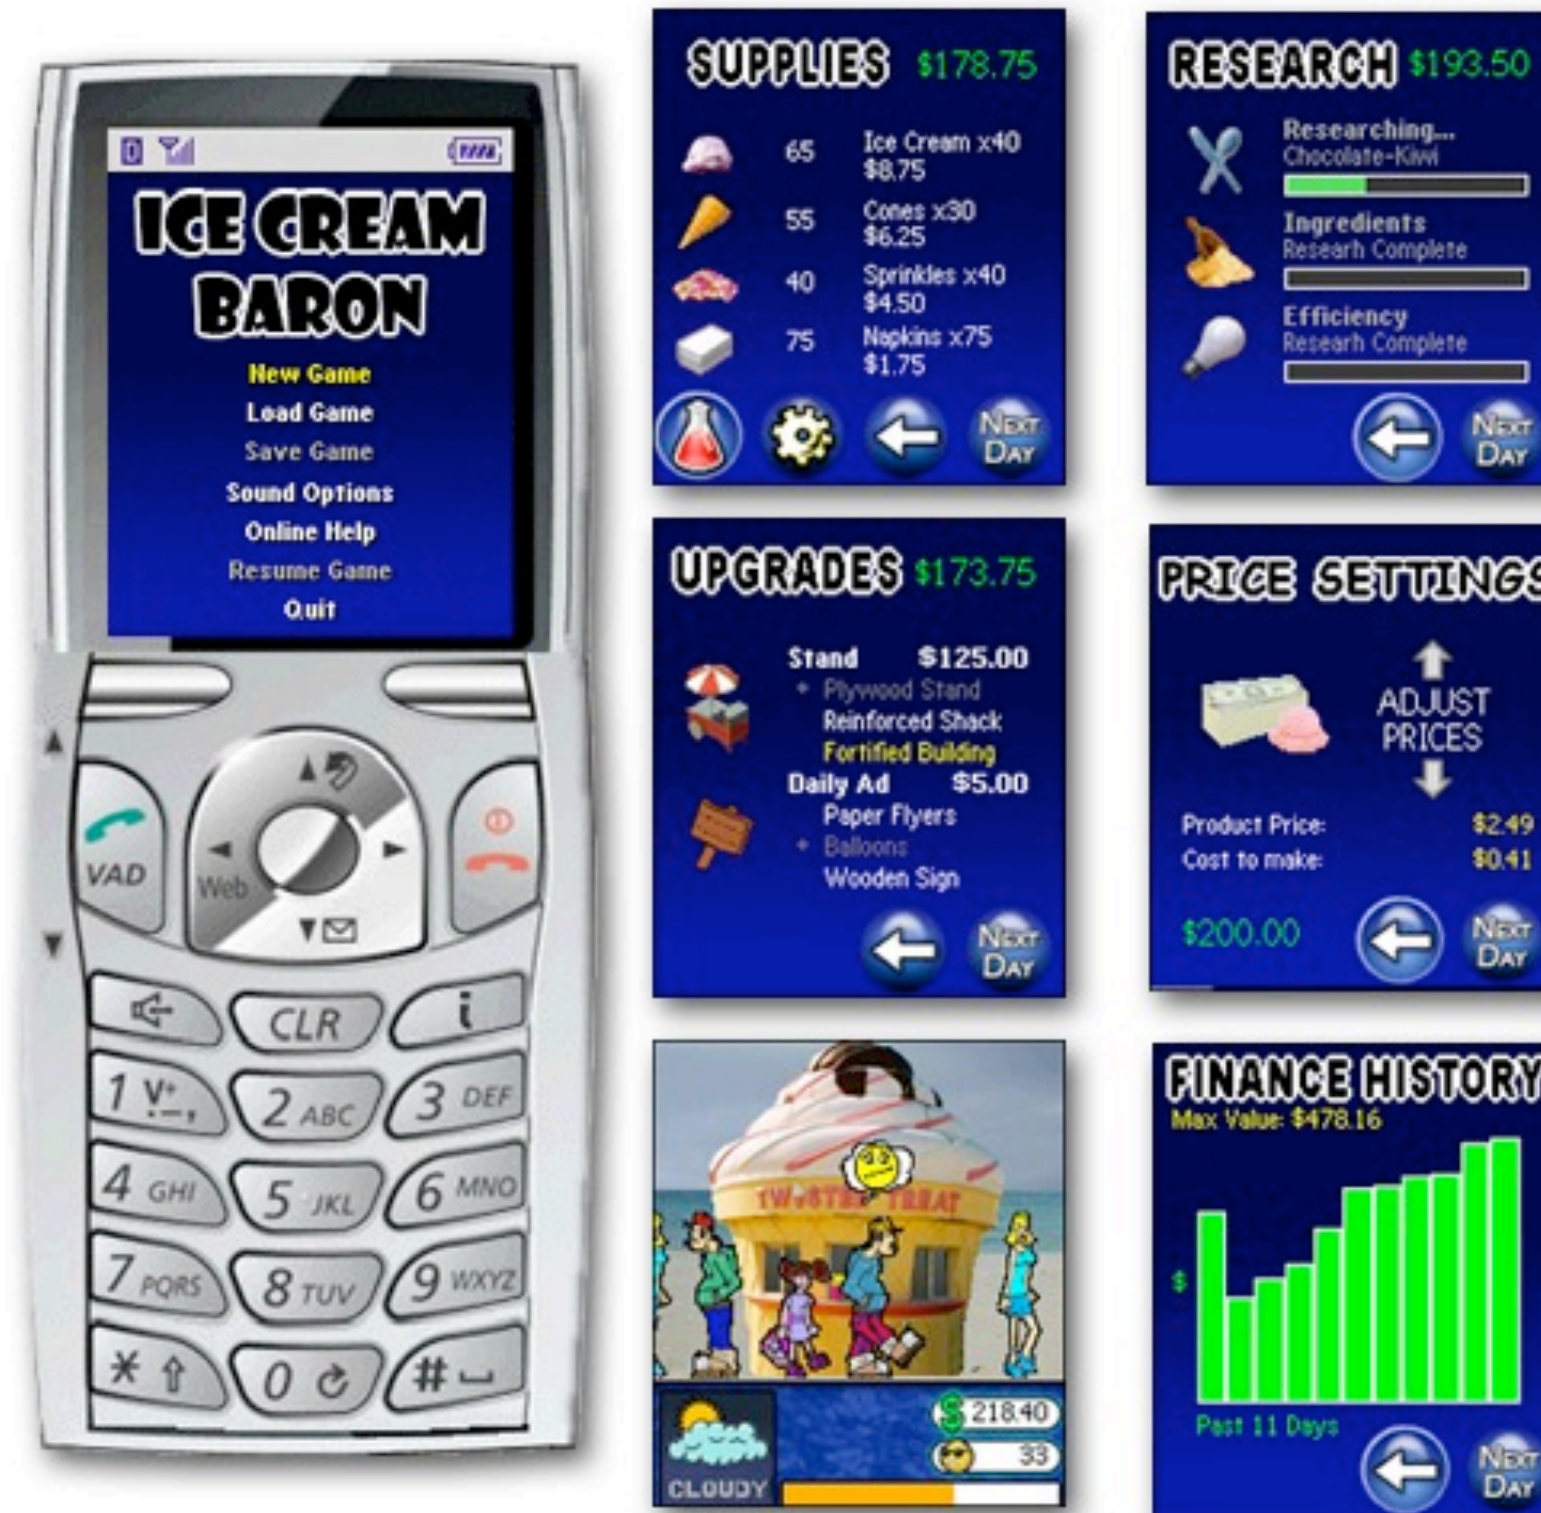 ICE CREAM
BARON
New Game
Load Game
Save Game
Sound Options
Online Help
Resume Game
Quit
VAD
Web
CLR
i
1
2 ABC
3 DEF
4 GHI
5 JKL
6 MNO
7 PQRS
8 TUV
9 WXYZ
*
0
#
SUPPLIES $178.75
65 Ice Cream x40
$8.75
55 Cones x30
$6.25
40 Sprinkles x40
$4.50
75 Napkins x75
$1.75
NEXT
DAY
RESEARCH $193.50
Researching...
Chocolate-Kiwi
Ingredients
Researh Complete
Efficiency
Researh Complete
NEXT
DAY
UPGRADES $173.75
Stand $125.00
+ Plywood Stand
Reinforced Shack
Fortified Building
Daily Ad $5.00
Paper Flyers
+ Balloons
Wooden Sign
NEXT
DAY
PRICE SETTINGS
ADJUST
PRICES
Product Price: $2.49
Cost to make: $0.41
$200.00
NEXT
DAY
TREAT
$ 218.40
33
CLOUDY
FINANCE HISTORY
Max Value: $478.16
$
Past 11 Days
NEXT
DAY